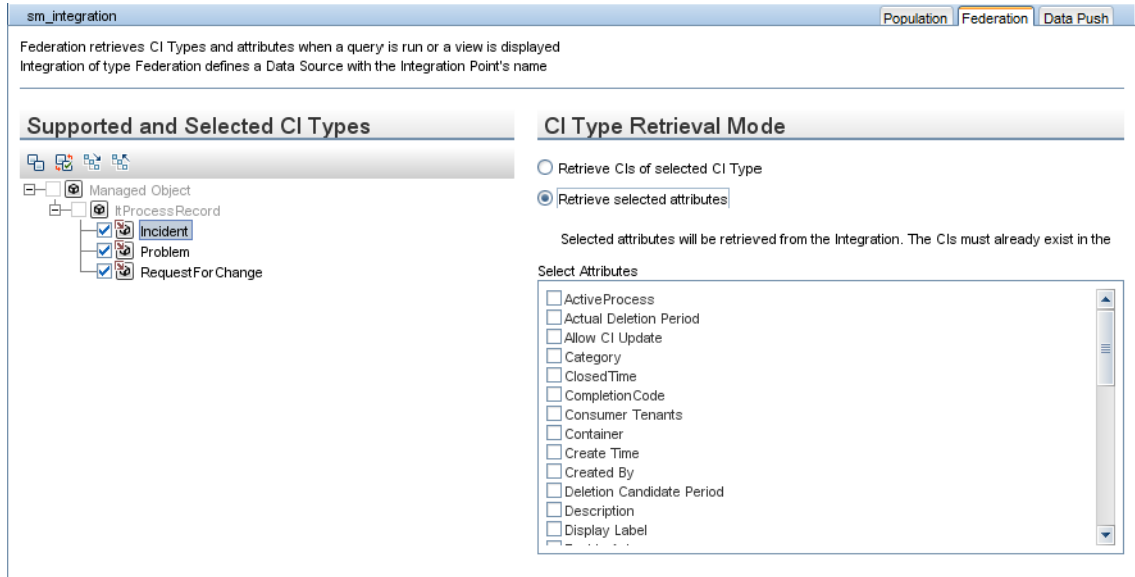 sm_integration
Population Federation Data Push
Federation retrieves CI Types and attributes when a query is run or a view is displayed
Integration of type Federation defines a Data Source with the Integration Point's name
Supported and Selected CI Types
Managed Object
ItProcessRecord
Incident
Problem
RequestForChange
CI Type Retrieval Mode
Retrieve CIs of selected CI Type
Retrieve selected attributes
Selected attributes will be retrieved from the Integration. The CIs must already exist in the
Select Attributes
ActiveProcess
Actual Deletion Period
Allow CI Update
Category
ClosedTime
CompletionCode
Consumer Tenants
Container
Create Time
Created By
Deletion Candidate Period
Description
Display Label